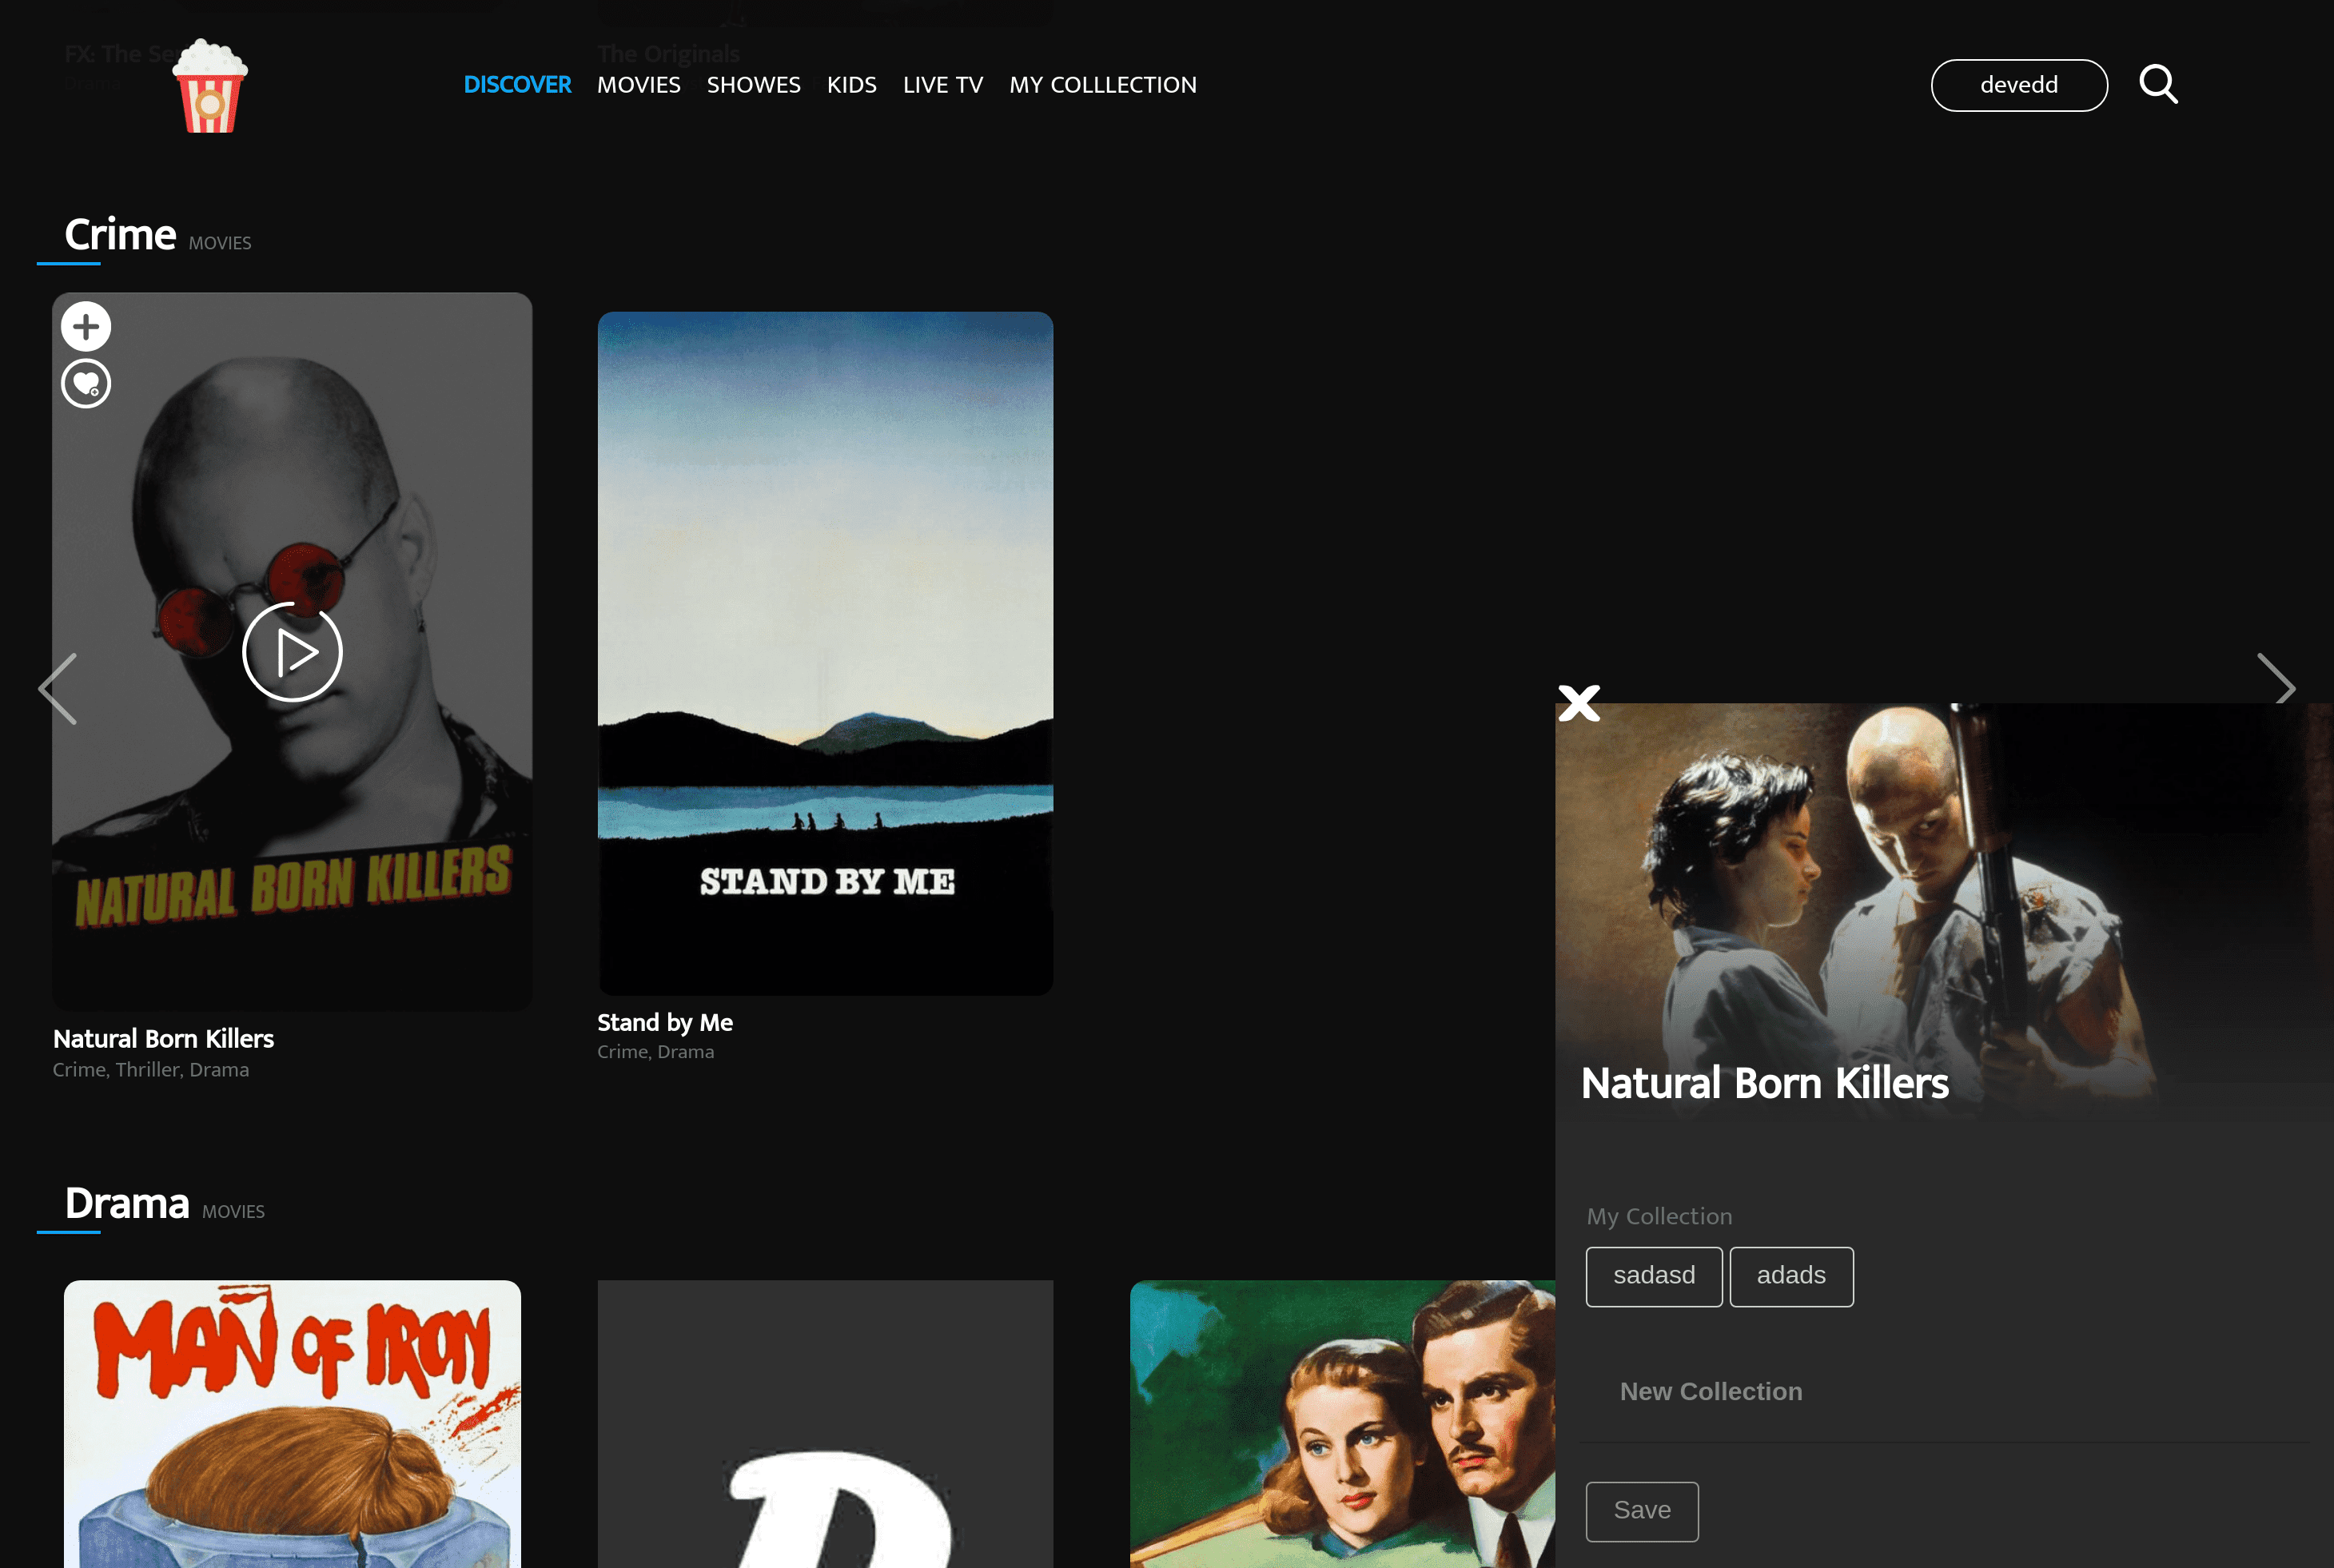 FX: The Se
The Originals
Drama
DISCOVER MOVIES SHOWES KIDS LIVE TV MY COLLLECTION
devedd
Crime MOVIES
NATURAL BORN KILLERS
STAND BY ME
Natural Born Killers
Crime, Thriller, Drama
Stand by Me
Crime, Drama
Natural Born Killers
My Collection
sadasd adads
New Collection
Save
Drama MOVIES
MAN OF IRON